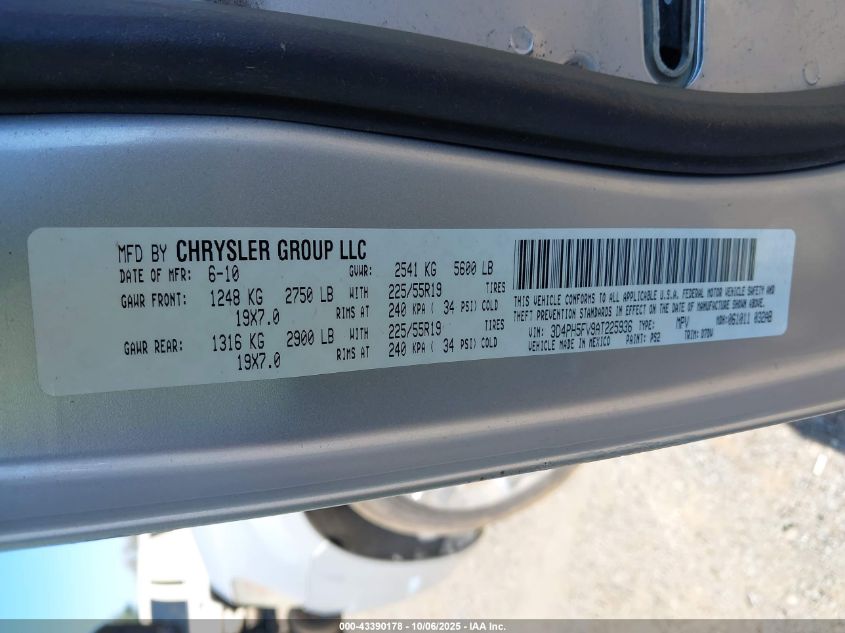 MFD BY CHRYSLER GROUP LLC
DATE OF MFR: 6-10 GVWR: 2541 KG 5600 LB
GAWR FRONT: 1248 KG 2750 LB WITH 225/55R19 TIRES
19X7.0 RIMS AT 240 KPA ( 34 PSI) COLD
GAWR REAR: 1316 KG 2900 LB WITH 225/55R19 TIRES
19X7.0 RIMS AT 240 KPA ( 34 PSI) COLD
THIS VEHICLE CONFORMS TO ALL APPLICABLE U.S.A. FEDERAL MOTOR VEHICLE SAFETY AND
THEFT PREVENTION STANDARDS IN EFFECT ON THE DATE OF MANUFACTURE SHOWN ABOVE.
VIN: 3D4PH5FV9AT225936 TYPE: MPV MDH:061011 032AB
VEHICLE MADE IN MEXICO PAINT: PS2 TRIM:
000-43390178 - 10/06/2025 - IAA Inc.